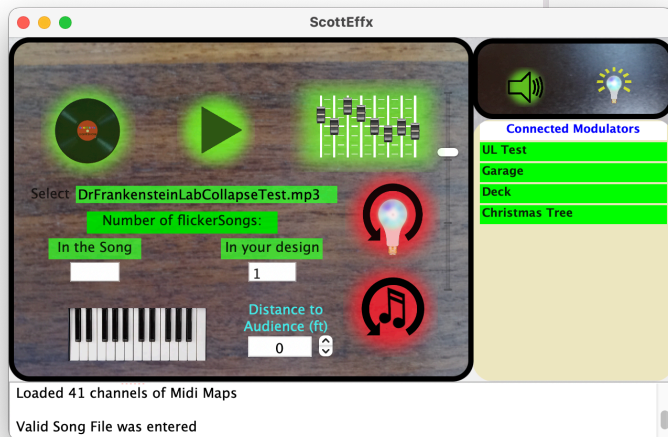 ScottEffx
Connected Modulators
UL Test
Garage
Deck
Christmas Tree
Select DrFrankensteinLabCollapseTest.mp3
Number of flickerSongs:
In the Song In your design
1
Distance to
Audience (ft)
0
Loaded 41 channels of Midi Maps
Valid Song File was entered